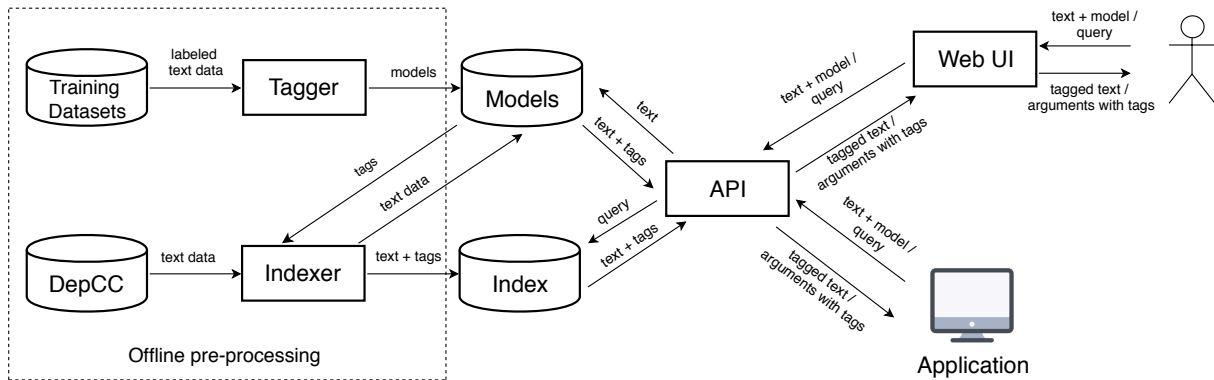 labeled
text data
Training
Datasets
Tagger
models
Models
text + model /
query
Web UI
text + model /
query
tagged text /
arguments with tags
text
text + tags
tagged text /
arguments with tags
tags
text data
API
query
text + tags
text + model /
query
DepCC
text data
Indexer
text + tags
Index
tagged text /
arguments with tags
Offline pre-processing
Application